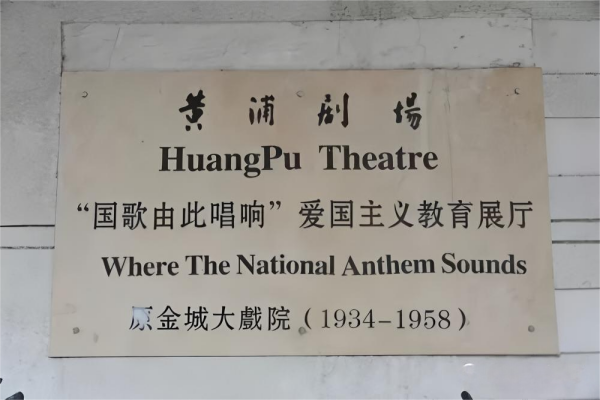 黄浦剧場
HuangPu Theatre
“国歌由此唱响”爱国主义教育展厅
Where The National Anthem Sounds
原金城大戲院(1934-1958)